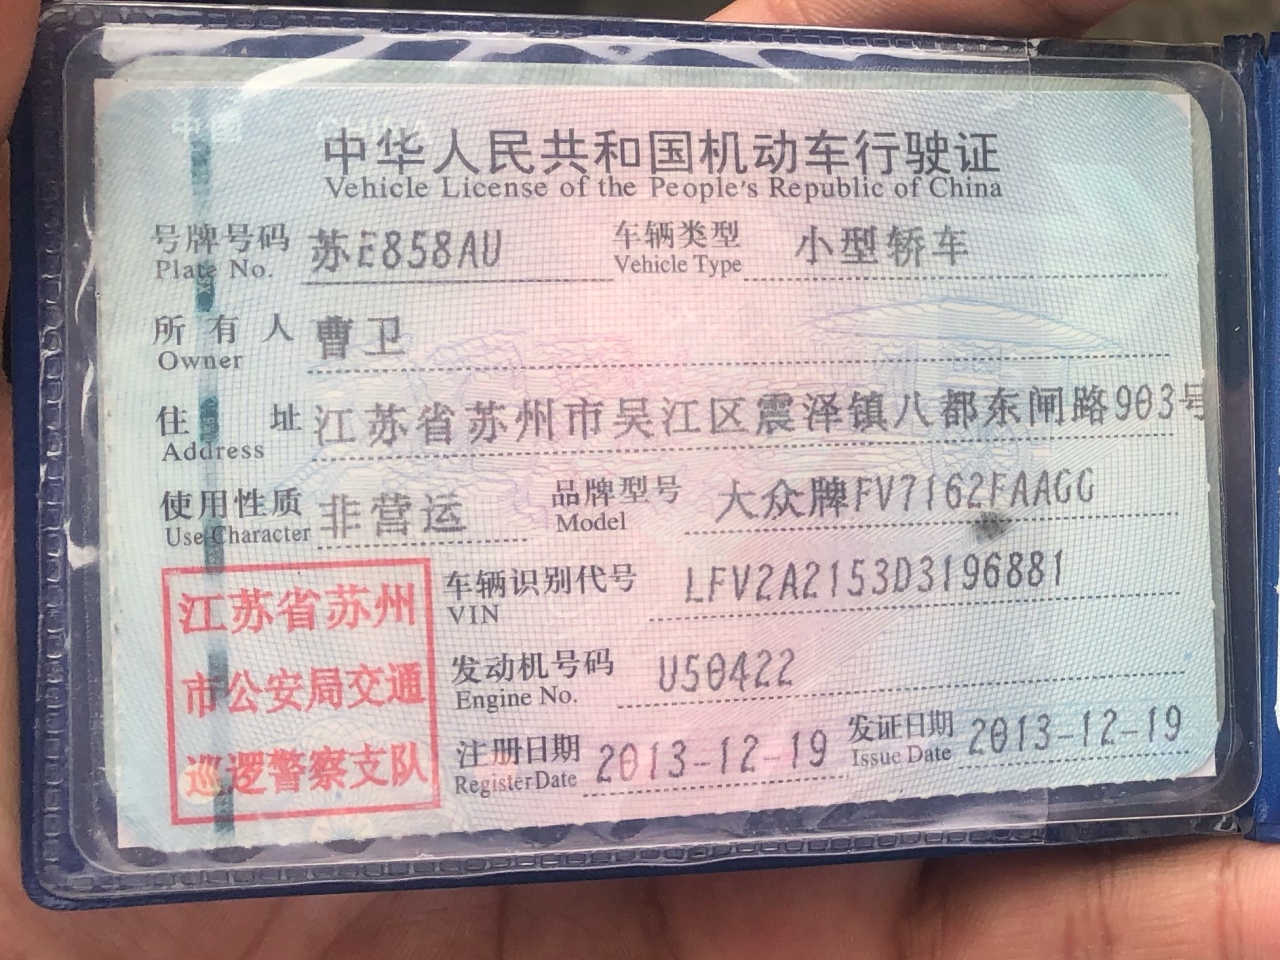 中华人民共和国机动车行驶证
Vehicle License of the People's Republic of China
号牌号码 苏E858AU 车辆类型 小型轿车
Plate No. Vehicle Type
所有人 曹卫
Owner
住址 江苏省苏州市吴江区震泽镇八都东闸路903号
Address
使用性质 非营运 品牌型号 大众牌FV7162FAAGG
Use Character Model
车辆识别代号 LFV2A2153D3196881
VIN
发动机号码 U50422
Engine No.
注册日期 2013-12-19 发证日期 2013-12-19
Register Date Issue Date
江苏省苏州
市公安局交通
巡逻警察支队